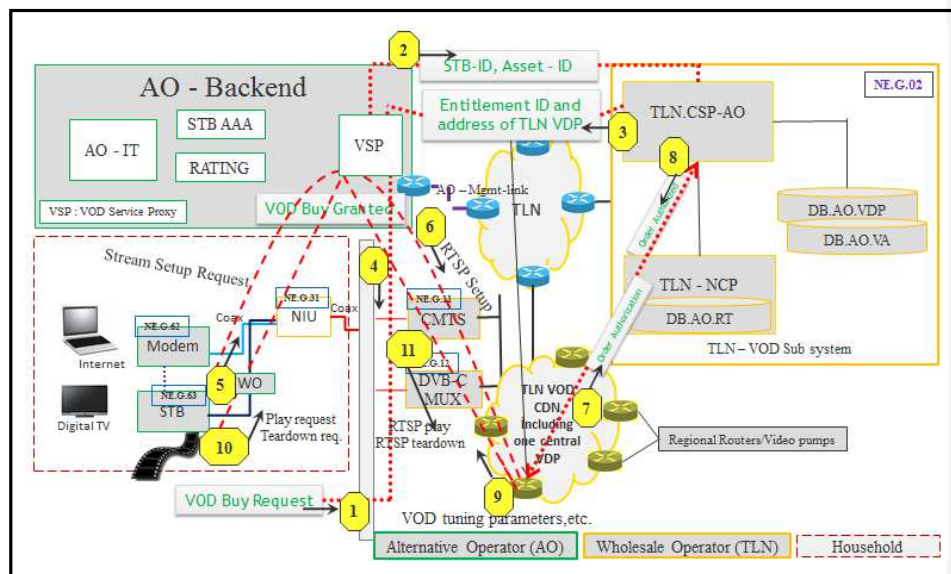 2
STB-ID, Asset - ID
NE.G.02
AO - Backend
Entitlement ID and
address of TLN VDP
3
TLN.CSP-AO
STB AAA
AO - IT
RATING
VSP
8
AO – Mgmt-link
TLN
VSP : VOD Service Proxy
VOD Buy Granted
6
Order Authorized
DB.AO.VDP
DB.AO.VA
Stream Setup Request
4
RTSP Setup
TLN - NCP
DB.AO.RT
TLN – VOD Sub system
NE.G.31
NIU
Coax
Coax
NE.G.11
CMTS
Order Authorization
NE.G.62
Modem
Internet
11
NE.G.12
DVB-C
MUX
5
WO
NE.G.63
STB
Digital TV
TLN VOD
CDN
Including
one central
VDP
7
10
Play request
Teardown req.
RTSP play
RTSP teardown
Regional Routers/Video pumps
VOD Buy Request
1
9
VOD tuning parameters,etc.
Alternative Operator (AO)
Wholesale Operator (TLN)
Household